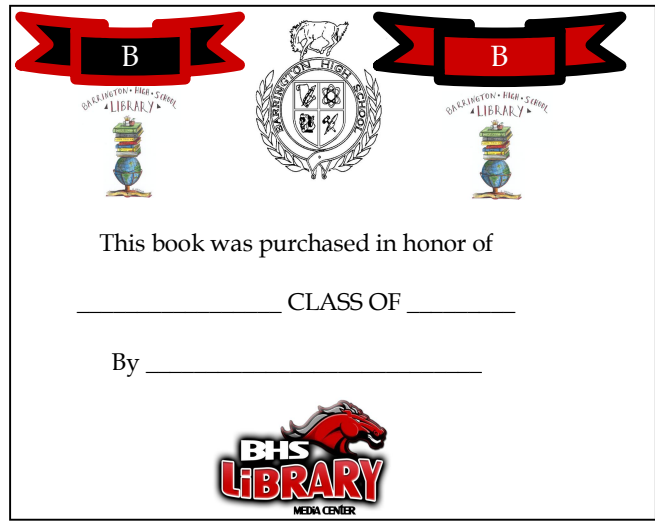 B
B
BARRINGTON HIGH SCHOOL
BARRINGTON • HIGH • SCHOOL
LIBRARY
BARRINGTON • HIGH • SCHOOL
LIBRARY
This book was purchased in honor of
_________________ CLASS OF _________
By ____________________________
BHS
LiBRARY
MEDiA CENTER